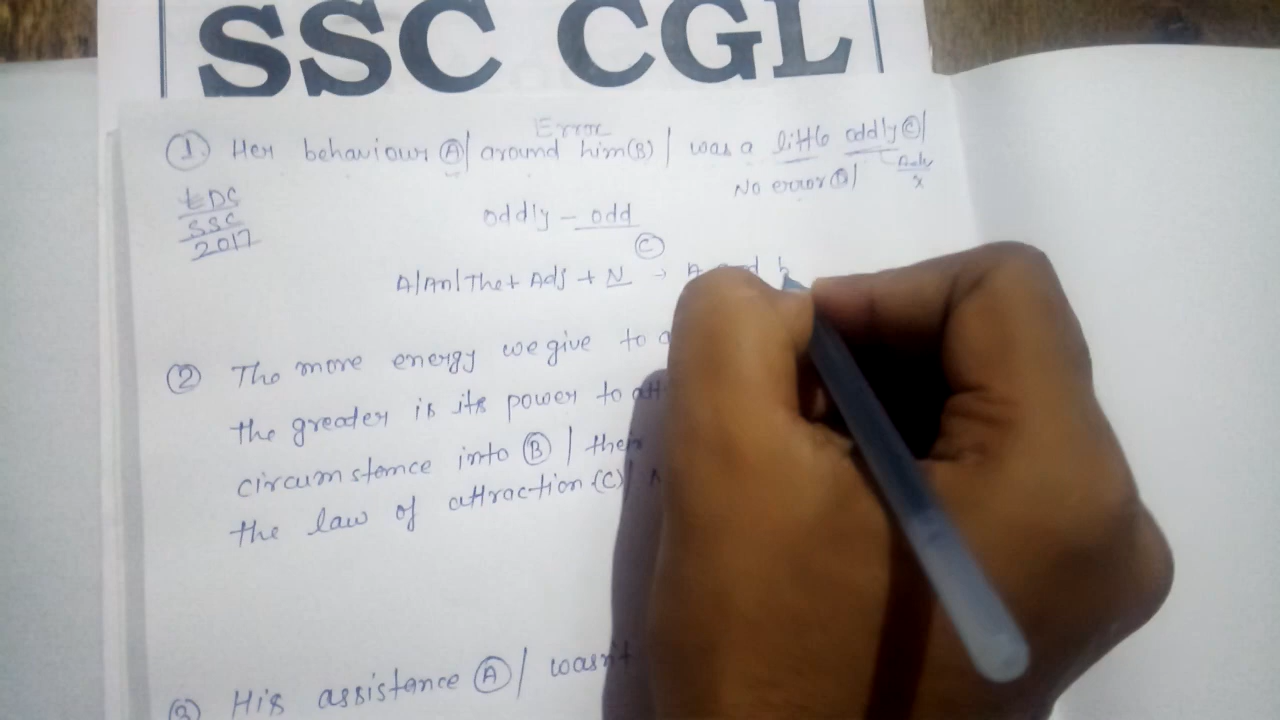 SSC CGL
Error
① Her behaviour Ⓐ/ around him(B)/ was a little oddly Ⓒ/
No error Ⓓ/
LDC
SSC
2017
oddly - odd
Ⓒ
A/An/The + Adj + N → A
② The more energy we give to
the greater is its power to att
circumstance into Ⓑ / their
the law of attraction (C)/ N
③ His assistance Ⓐ/ wasn't